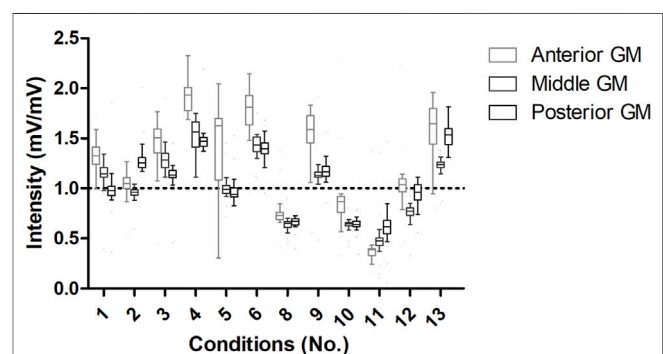 Intensity (mV/mV)
2.5
2.0
1.5
1.0
0.5
0.0
1 2 3 4 5 6 8 9 10 11 12 13
Conditions (No.)
Anterior GM
Middle GM
Posterior GM